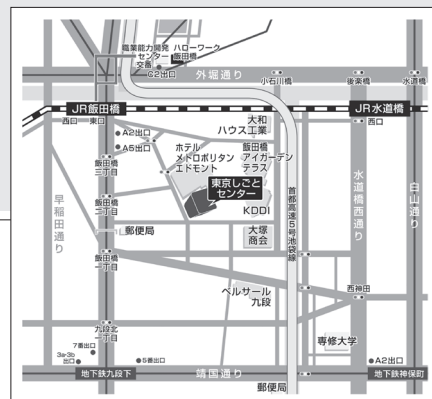 職業能力開発
センター
ハローワーク
飯田橋
交番
C2出口
外堀通り
小石川橋
後楽橋
水道橋
JR飯田橋
JR水道橋
西口
東口
西口
A2出口
A5出口
大和
ハウス工業
ホテル
メトロポリタン
エドモント
飯田橋
アイガーデン
テラス
飯田橋
三丁目
東京しごと
センター
早稲田通り
飯田橋
二丁目
KDDI
首都高速5号池袋線
水道橋西通り
白山通り
郵便局
大塚
商会
飯田橋
一丁目
ベルサール
九段
西神田
九段北
一丁目
7番出口
3a・3b
出口
5番出口
専修大学
A2出口
地下鉄九段下
靖国通り
地下鉄神保町
郵便局